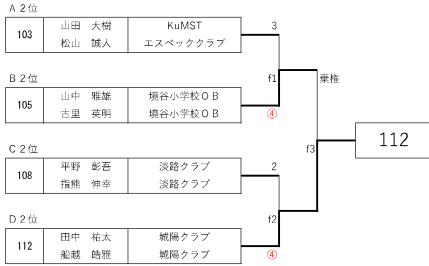 A2位
103 山田 大樹 KuMST
松山 誠人 エスペッククラブ
3
B2位
f1
棄権
105 山中 雅雄 境谷小学校OB
古里 英明 境谷小学校OB
④
f3
112
C2位
108 平野 彰吾 淡路クラブ
指熊 伸幸 淡路クラブ
2
D2位
f2
112 田中 祐太 城陽クラブ
船越 皓雅 城陽クラブ
④